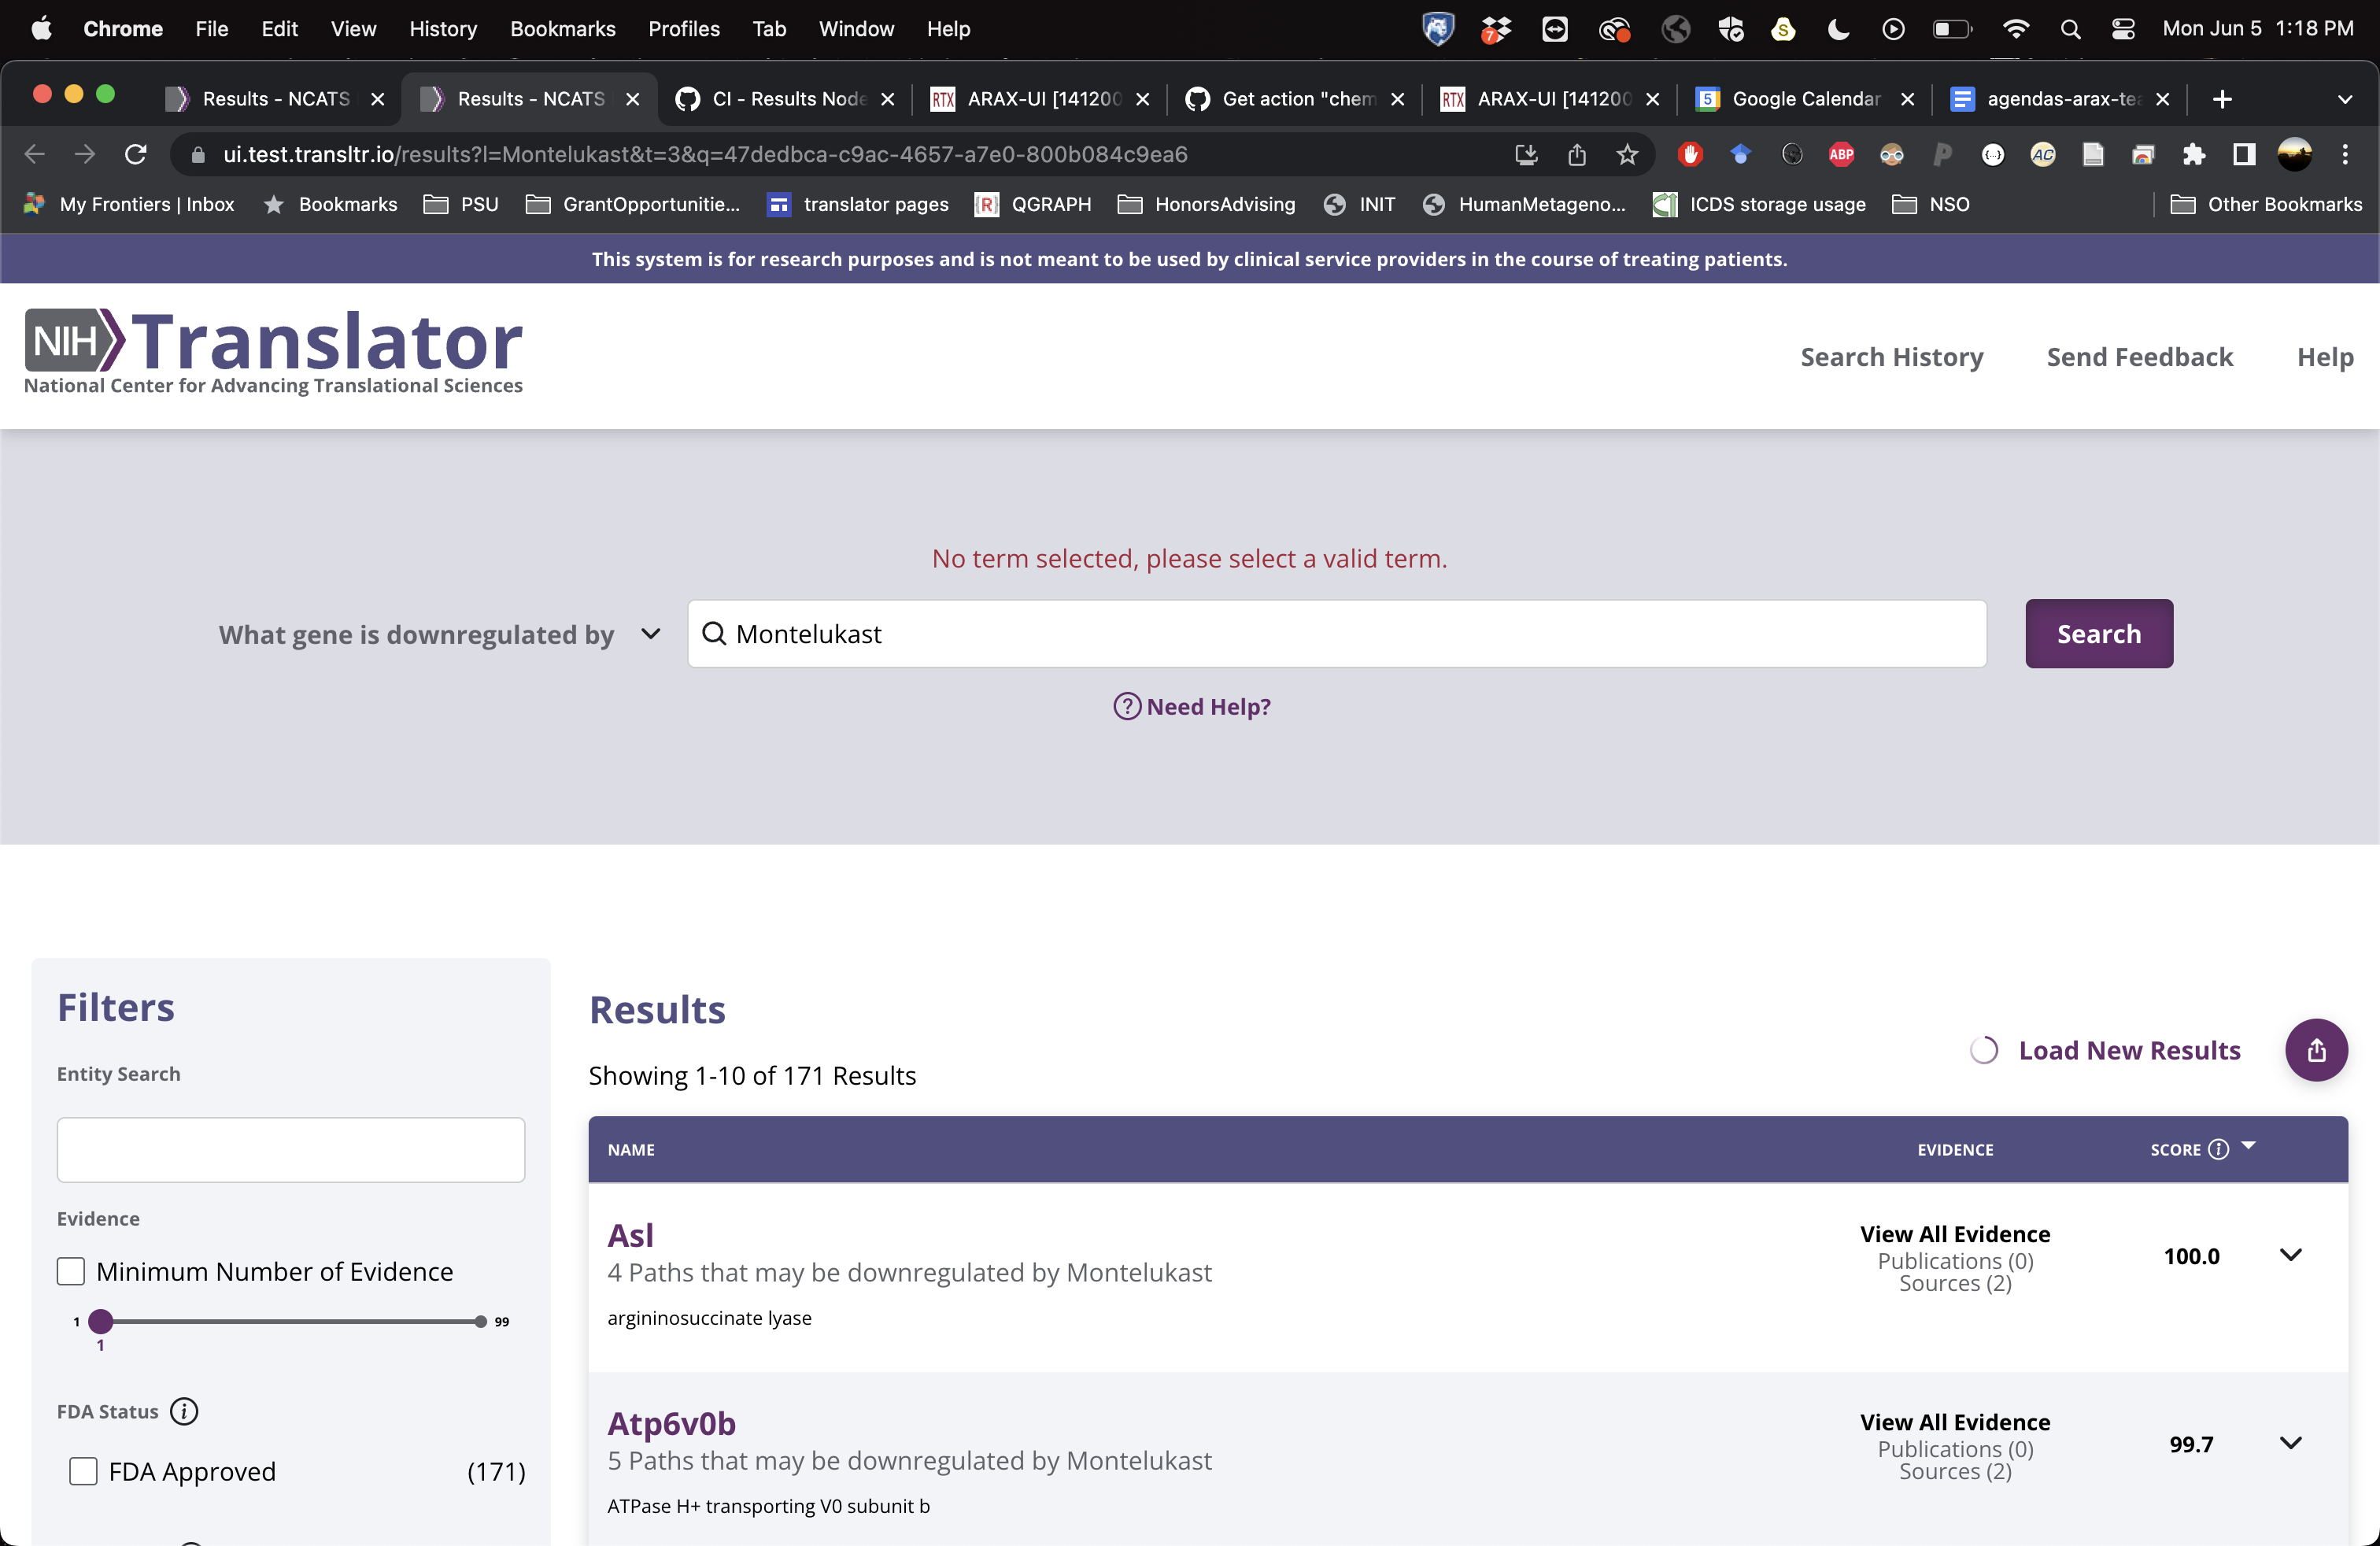 Chrome File Edit View History Bookmarks Profiles Tab Window Help 7 S Mon Jun 5 1:18 PM
Results - NCATS Results - NCATS CI - Results Node RTX ARAX-UI [141200 Get action "chem RTX ARAX-UI [141200 5 Google Calendar agendas-arax-tea
ui.test.transltr.io/results?l=Montelukast&t=3&q=47dedbca-c9ac-4657-a7e0-800b084c9ea6 ABP P AC
My Frontiers | Inbox Bookmarks PSU GrantOpportunitie... translator pages {R} QGRAPH HonorsAdvising INIT HumanMetageno... ICDS storage usage NSO Other Bookmarks
This system is for research purposes and is not meant to be used by clinical service providers in the course of treating patients.
NIH Translator
National Center for Advancing Translational Sciences
Search History Send Feedback Help
No term selected, please select a valid term.
What gene is downregulated by Montelukast Search
? Need Help?
Filters
Entity Search
Evidence
Minimum Number of Evidence
1 99
1
FDA Status i
FDA Approved (171)
Results
Showing 1-10 of 171 Results
Load New Results
NAME EVIDENCE SCORE i
Asl
4 Paths that may be downregulated by Montelukast
argininosuccinate lyase
View All Evidence
Publications (0)
Sources (2)
100.0
Atp6v0b
5 Paths that may be downregulated by Montelukast
ATPase H+ transporting V0 subunit b
View All Evidence
Publications (0)
Sources (2)
99.7